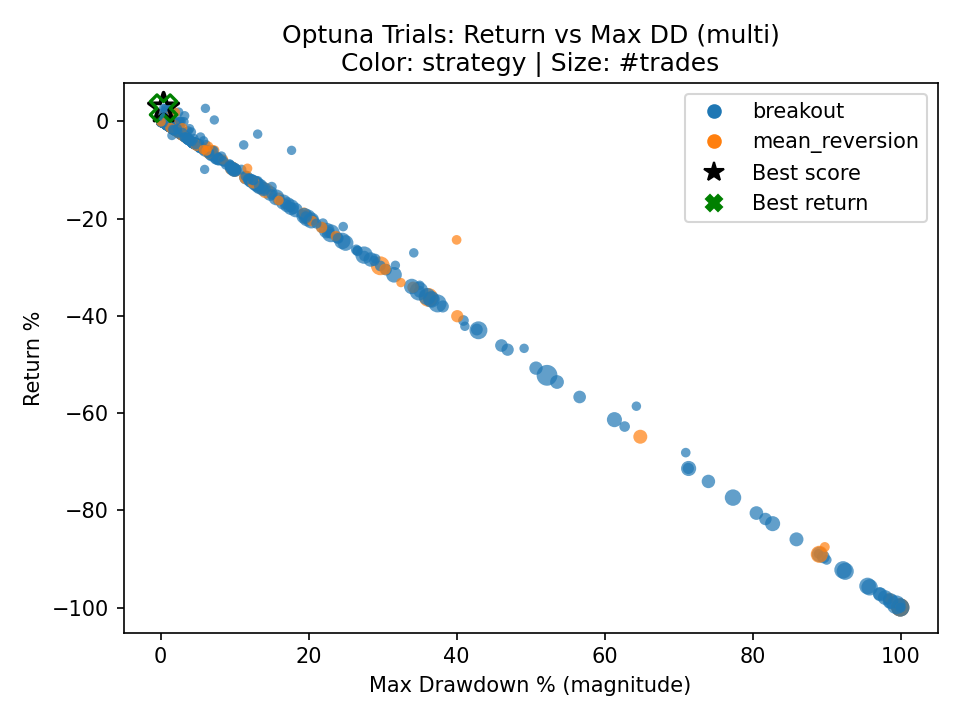 Optuna Trials: Return vs Max DD (multi)
Color: strategy | Size: #trades
breakout
mean_reversion
Best score
Best return
Return %
0
−20
−40
−60
−80
−100
0 20 40 60 80 100
Max Drawdown % (magnitude)